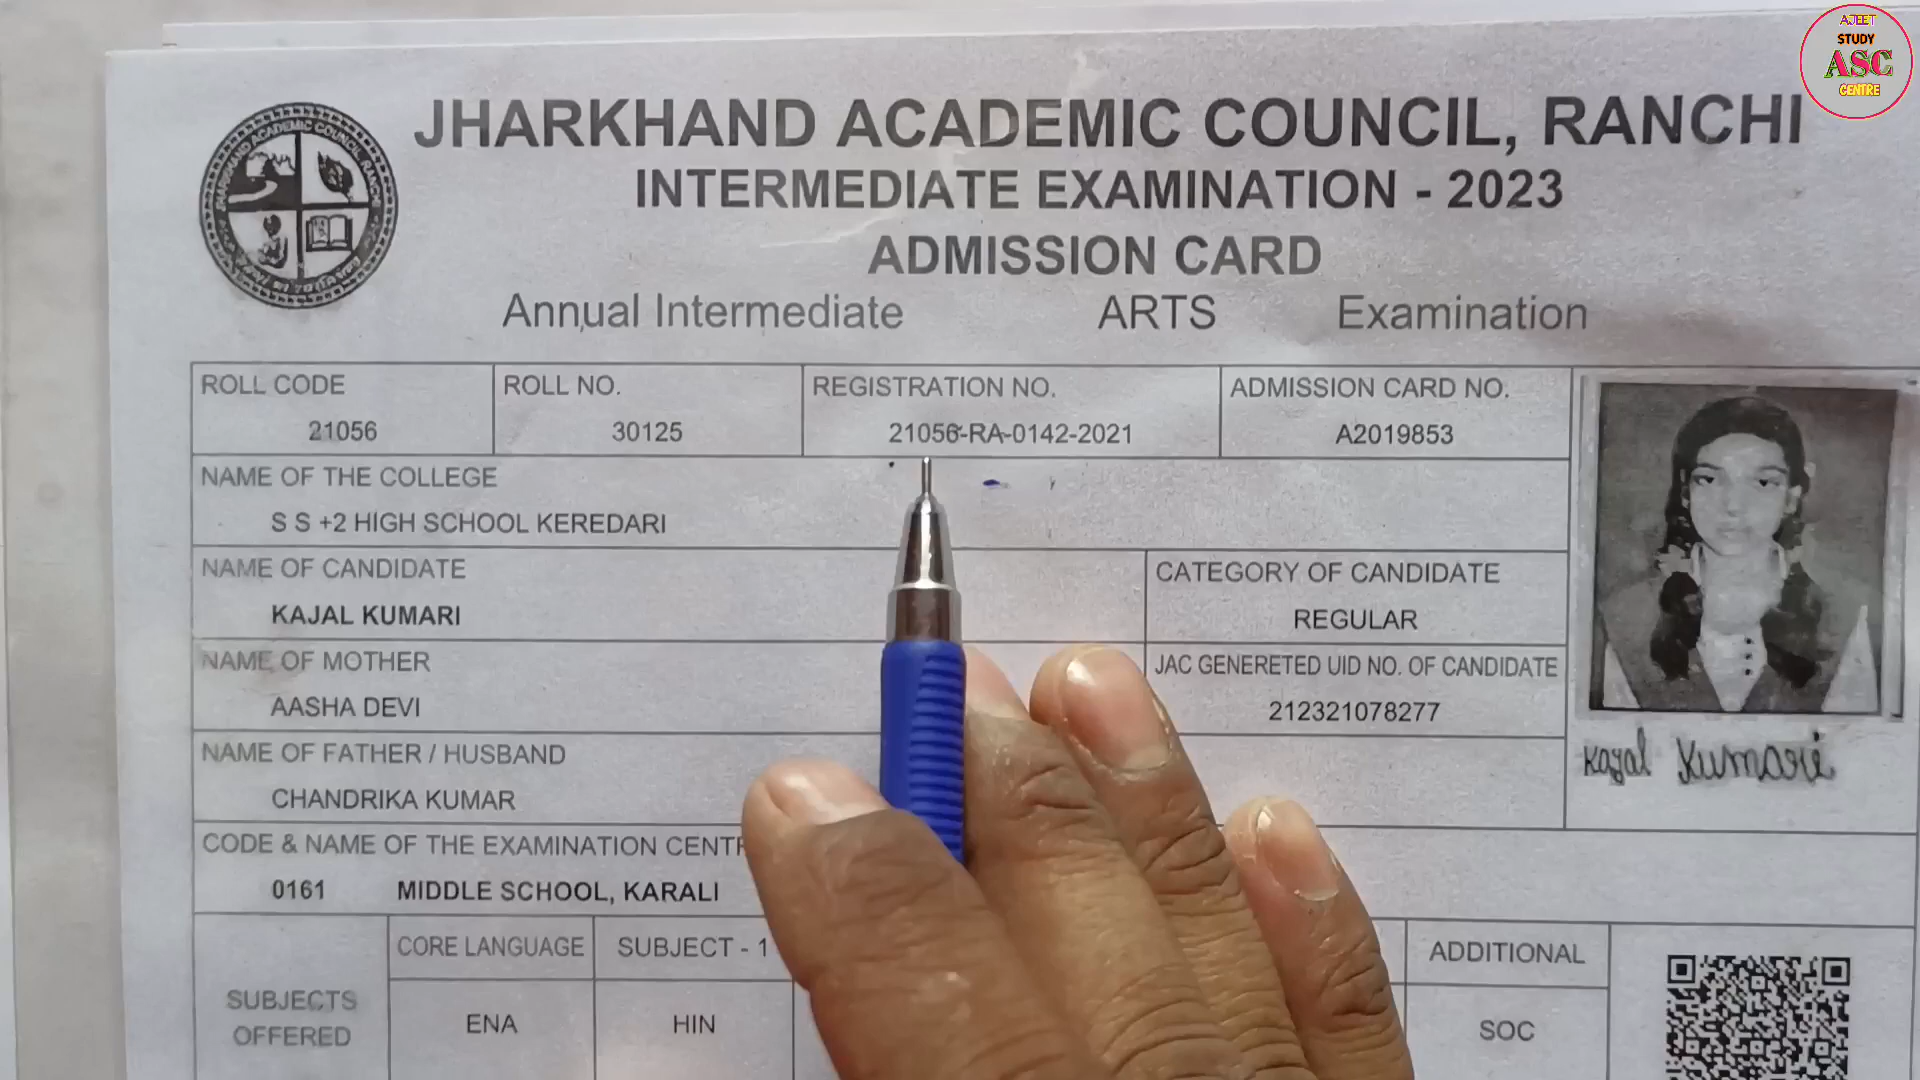 AJEET
STUDY
ASC
CENTRE
JHARKHAND ACADEMIC COUNCIL, RANCHI
JHARKHAND ACADEMIC COUNCIL, RANCHI
INTERMEDIATE EXAMINATION - 2023
ADMISSION CARD
Annual Intermediate ARTS Examination
ROLL CODE ROLL NO. REGISTRATION NO. ADMISSION CARD NO.
21056 30125 21056-RA-0142-2021 A2019853
NAME OF THE COLLEGE
S S +2 HIGH SCHOOL KEREDARI
NAME OF CANDIDATE CATEGORY OF CANDIDATE
KAJAL KUMARI REGULAR
NAME OF MOTHER JAC GENERETED UID NO. OF CANDIDATE
AASHA DEVI 212321078277
NAME OF FATHER / HUSBAND
Kajal Kumari
CHANDRIKA KUMAR
CODE & NAME OF THE EXAMINATION CENTR
0161 MIDDLE SCHOOL, KARALI
SUBJECTS OFFERED
CORE LANGUAGE SUBJECT - 1 ADDITIONAL
ENA HIN SOC